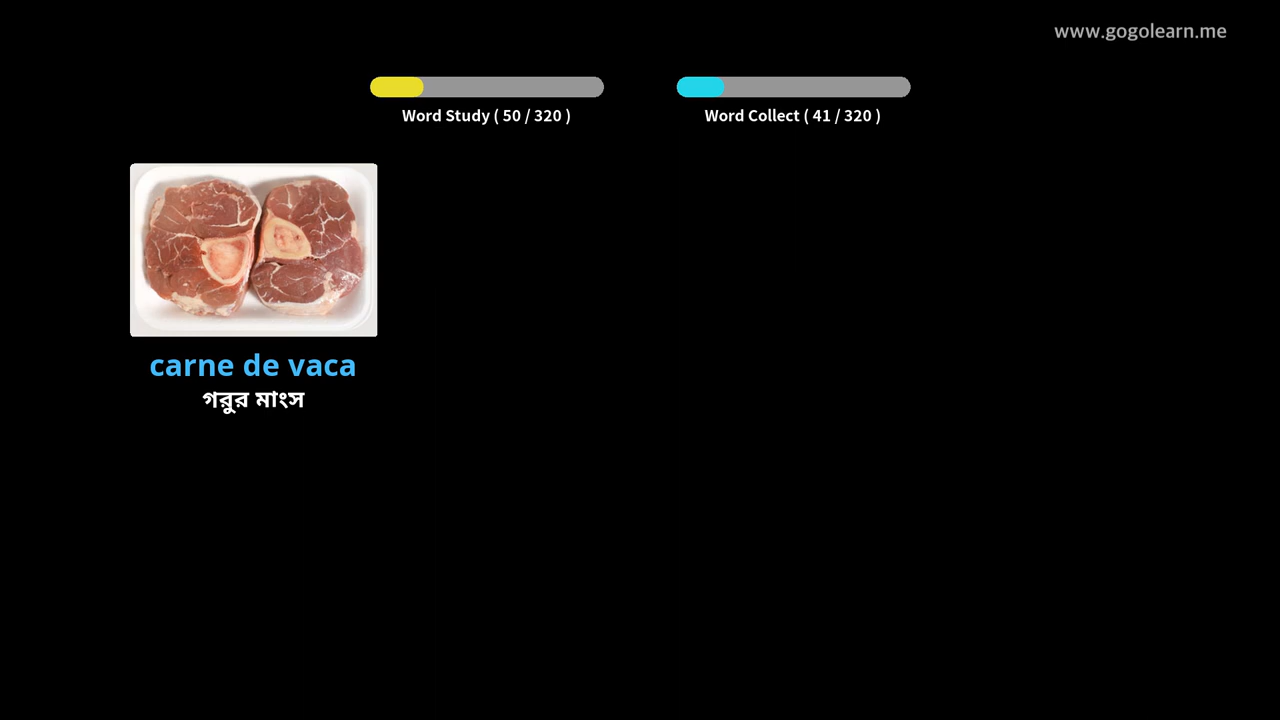 www.gogolearn.me
Word Study ( 50 / 320 )
Word Collect ( 41 / 320 )
carne de vaca
গরুর মাংস